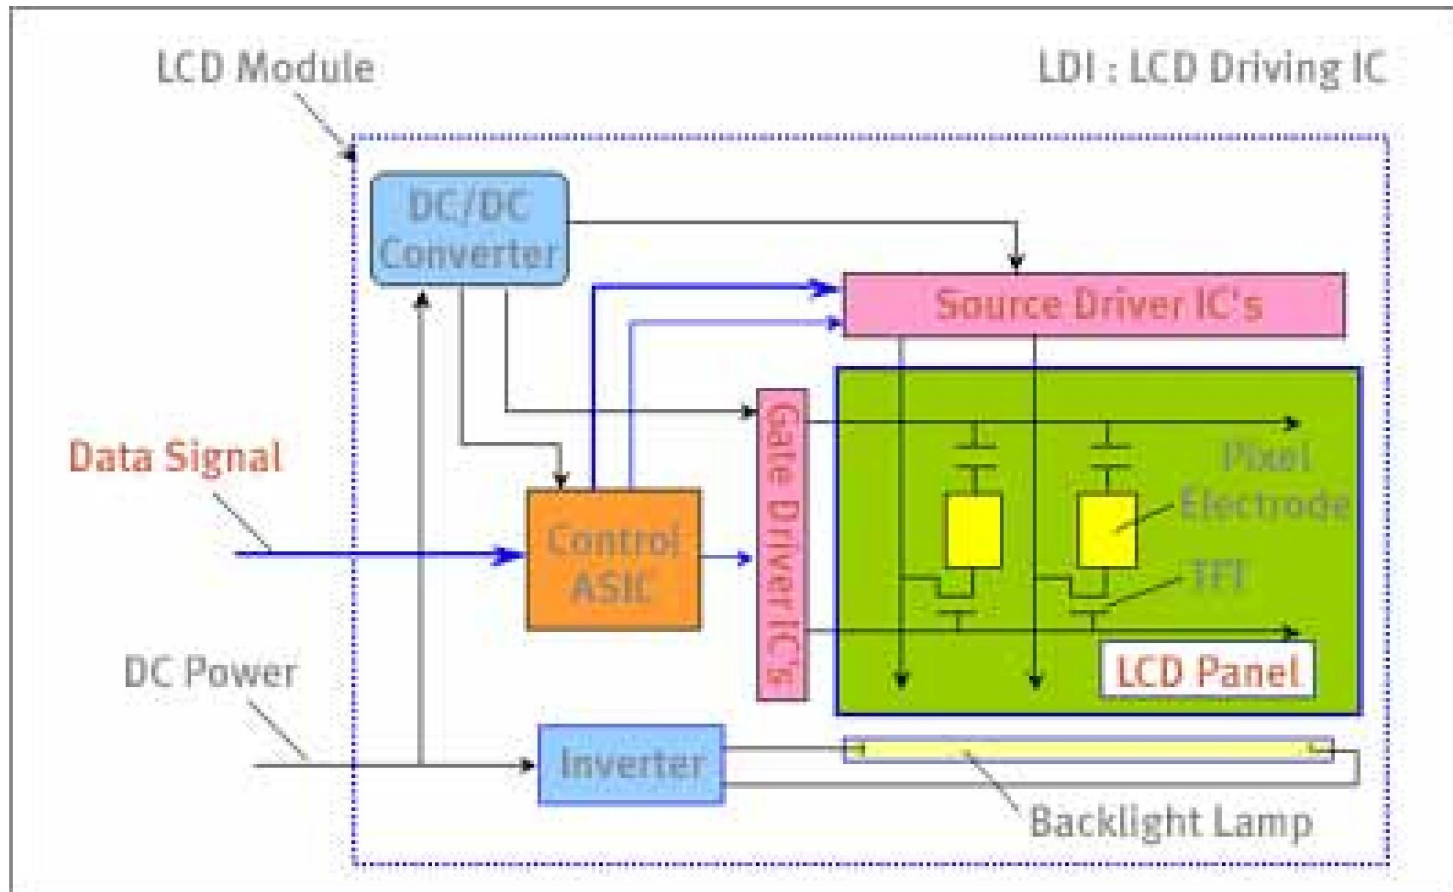 LCD Module
LDI : LCD Driving IC
DC/DC
Converter
Source Driver IC's
Gate Driver IC's
Data Signal
Pixel
Electrode
Control
ASIC
TFT
DC Power
LCD Panel
Inverter
Backlight Lamp